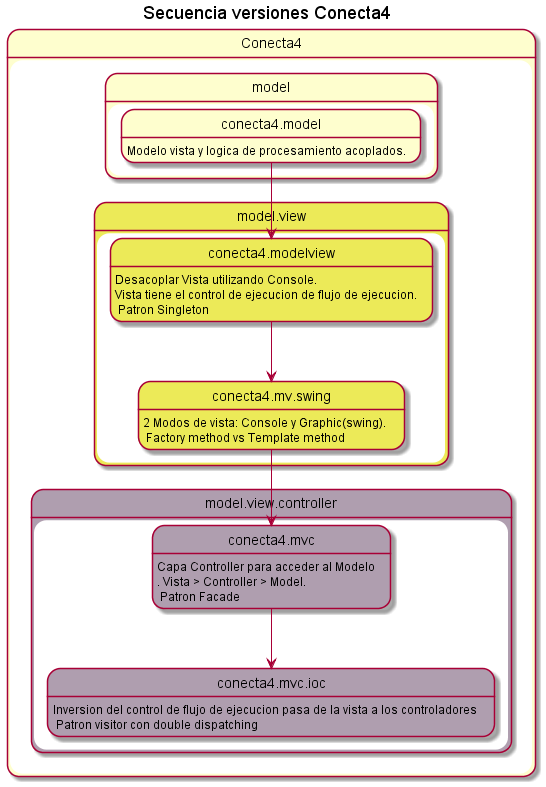 Secuencia versiones Conecta4
Conecta4
model
conecta4.model
Modelo vista y logica de procesamiento acoplados.
model.view
conecta4.modelview
Desacoplar Vista utilizando Console.
Vista tiene el control de ejecucion de flujo de ejecucion.
Patron Singleton
conecta4.mv.swing
2 Modos de vista: Console y Graphic(swing).
Factory method vs Template method
model.view.controller
conecta4.mvc
Capa Controller para acceder al Modelo
. Vista > Controller > Model.
Patron Facade
conecta4.mvc.ioc
Inversion del control de flujo de ejecucion pasa de la vista a los controladores
Patron visitor con double dispatching